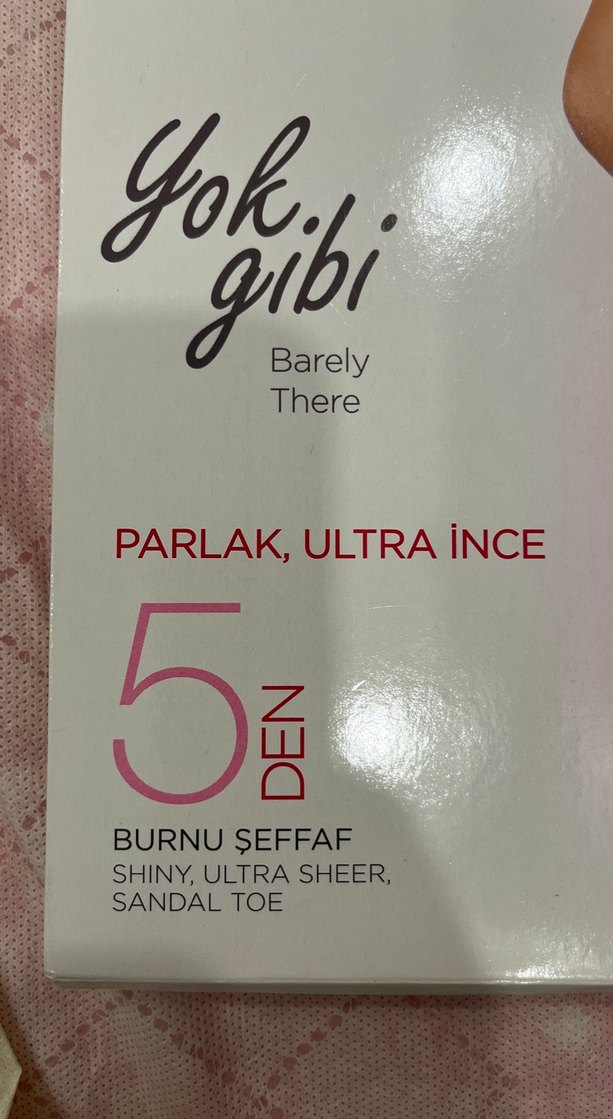 Yok
gibi
Barely
There
PARLAK, ULTRA İNCE
5 DEN
BURNU ŞEFFAF
SHINY, ULTRA SHEER,
SANDAL TOE